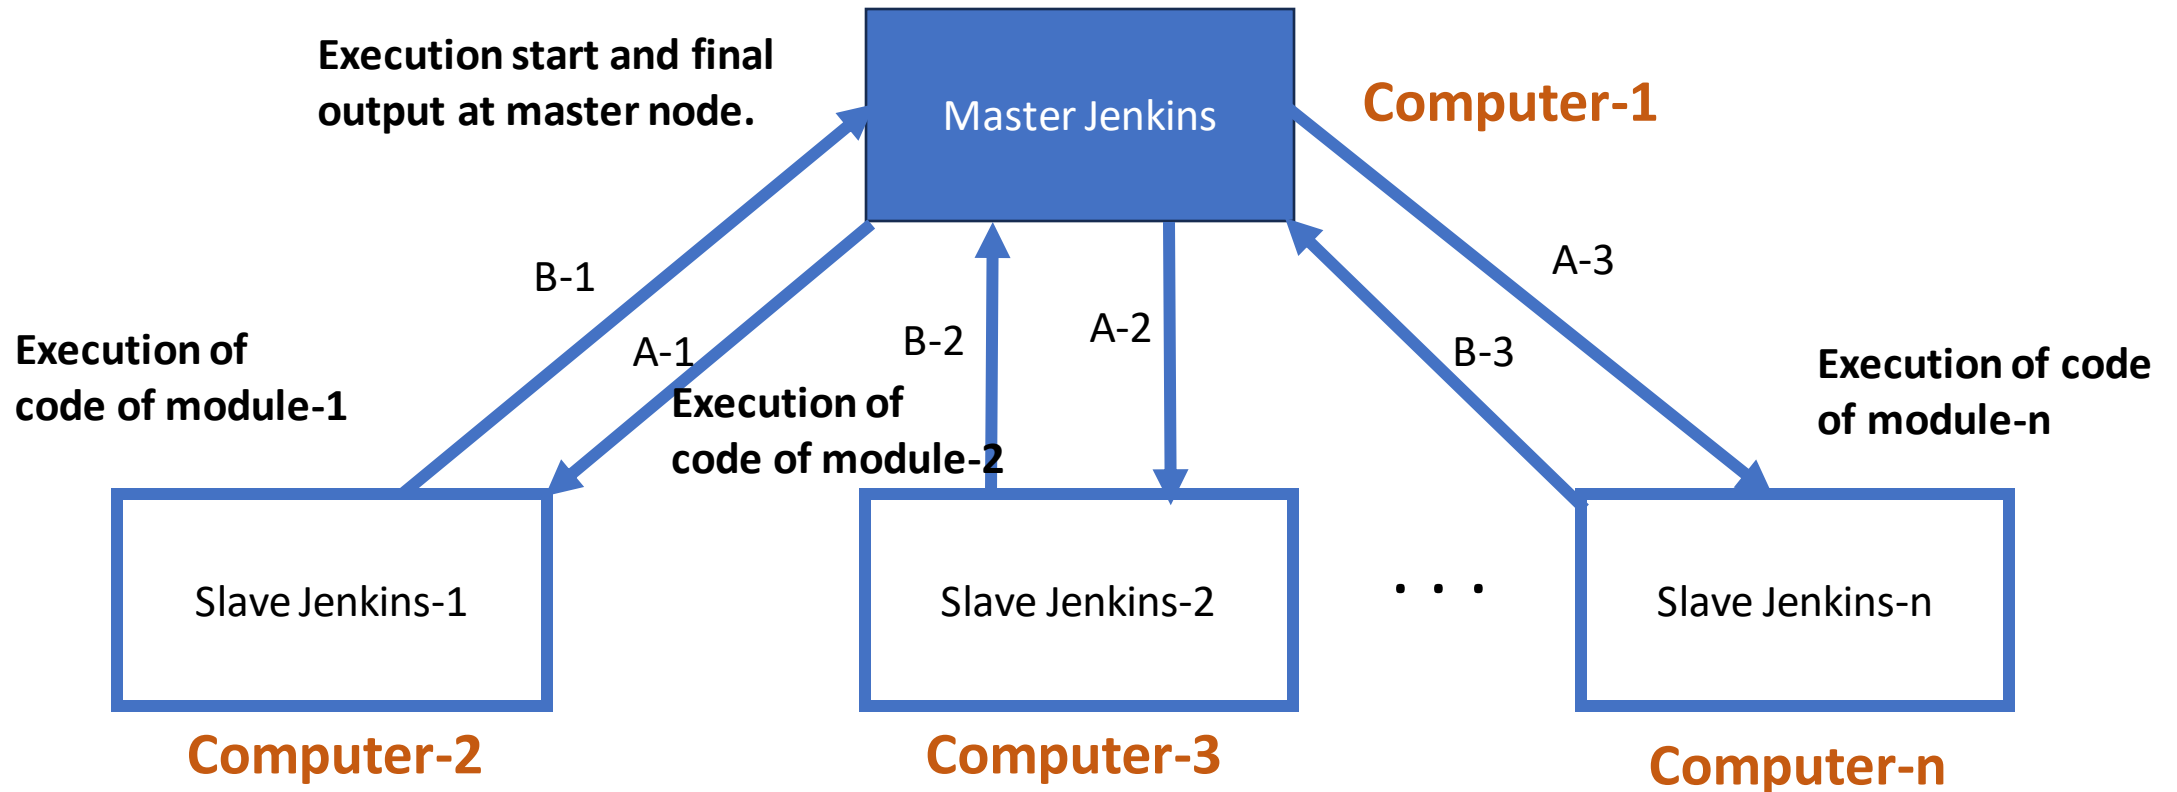 Execution start and final
output at master node.
Master Jenkins
Computer-1
B-1
A-1
B-2
A-2
A-3
B-3
Execution of
code of module-1
Execution of
code of module-2
Execution of code
of module-n
Slave Jenkins-1
Slave Jenkins-2
. . .
Slave Jenkins-n
Computer-2
Computer-3
Computer-n